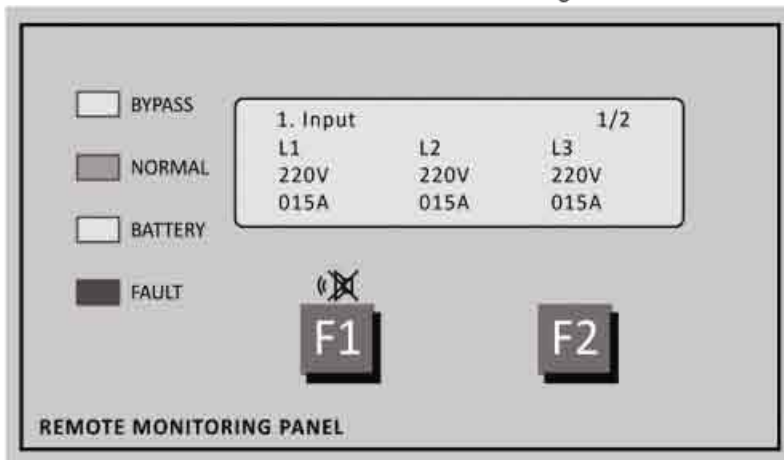 BYPASS
NORMAL
BATTERY
FAULT
1. Input 1/2
L1 L2 L3
220V 220V 220V
015A 015A 015A
F1 F2
REMOTE MONITORING PANEL